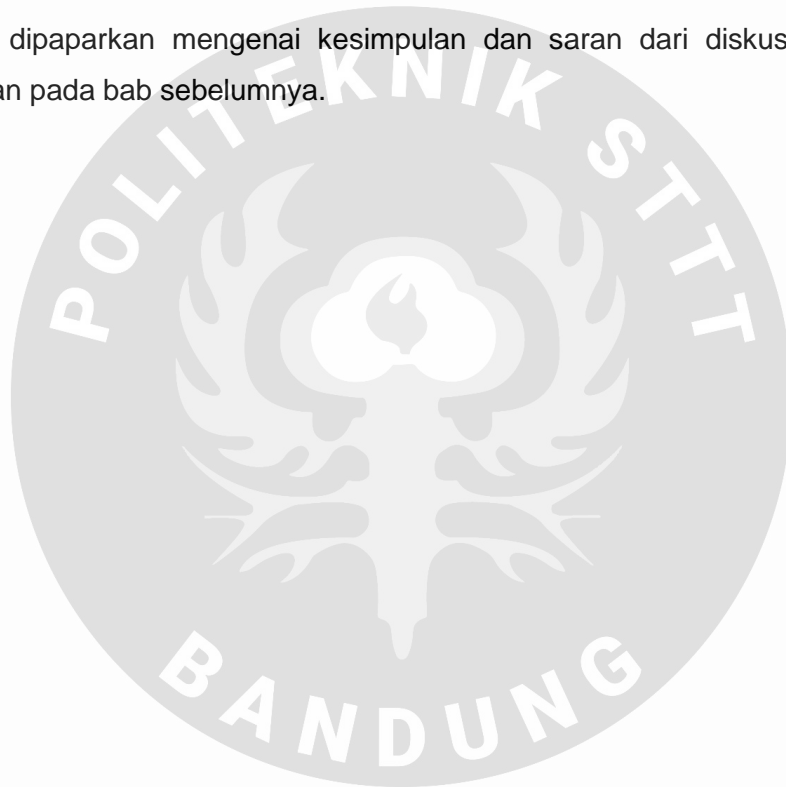 dipaparkan mengenai kesimpulan dan saran dari diskus
an pada bab sebelumnya.
POLITEKNIK STTT
BANDUNG